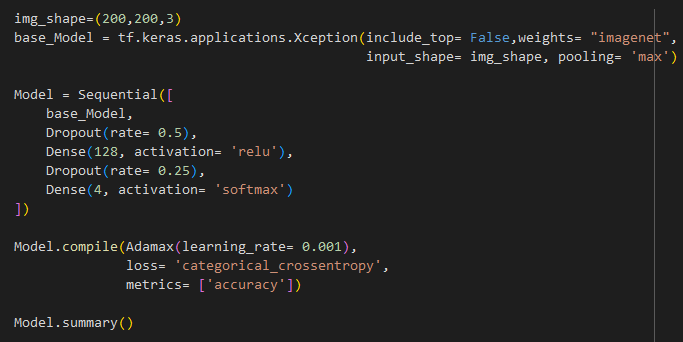 img_shape=(200,200,3)
base_Model = tf.keras.applications.Xception(include_top= False,weights= "imagenet",
                                            input_shape= img_shape, pooling= 'max')

Model = Sequential([
    base_Model,
    Dropout(rate= 0.5),
    Dense(128, activation= 'relu'),
    Dropout(rate= 0.25),
    Dense(4, activation= 'softmax')
])

Model.compile(Adamax(learning_rate= 0.001),
              loss= 'categorical_crossentropy',
              metrics= ['accuracy'])

Model.summary()